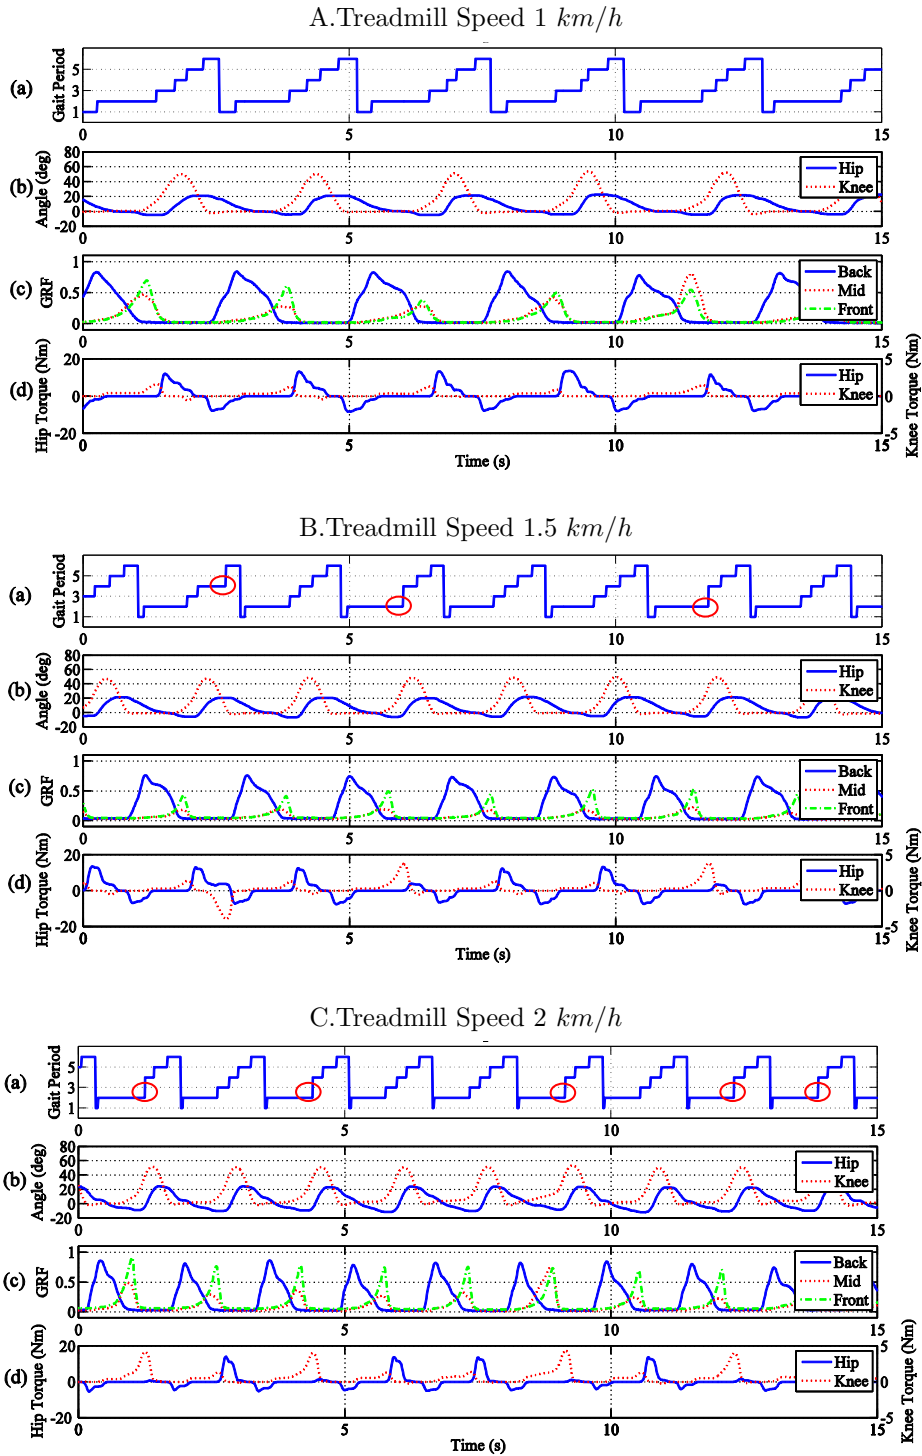 A.Treadmill Speed 1 km/h
(a)
Gait Period
5
3
1
0 5 10 15
(b)
Angle (deg)
80
60
40
20
0
-20
Hip
Knee
0 5 10 15
(c)
GRF
1
0.5
0
Back
Mid
Front
0 5 10 15
(d)
Hip Torque (Nm)
20
0
-20
Hip
Knee
5
0
-5
Knee Torque (Nm)
0 5 10 15
Time (s)
B.Treadmill Speed 1.5 km/h
(a)
Gait Period
5
3
1
0 5 10 15
(b)
Angle (deg)
80
60
40
20
0
-20
Hip
Knee
0 5 10 15
(c)
GRF
1
0.5
0
Back
Mid
Front
0 5 10 15
(d)
Hip Torque (Nm)
20
0
-20
Hip
Knee
5
0
-5
Knee Torque (Nm)
0 5 10 15
Time (s)
C.Treadmill Speed 2 km/h
(a)
Gait Period
5
3
1
0 5 10 15
(b)
Angle (deg)
80
60
40
20
0
-20
Hip
Knee
0 5 10 15
(c)
GRF
1
0.5
0
Back
Mid
Front
0 5 10 15
(d)
Hip Torque (Nm)
20
0
-20
Hip
Knee
5
0
-5
Knee Torque (Nm)
0 5 10 15
Time (s)